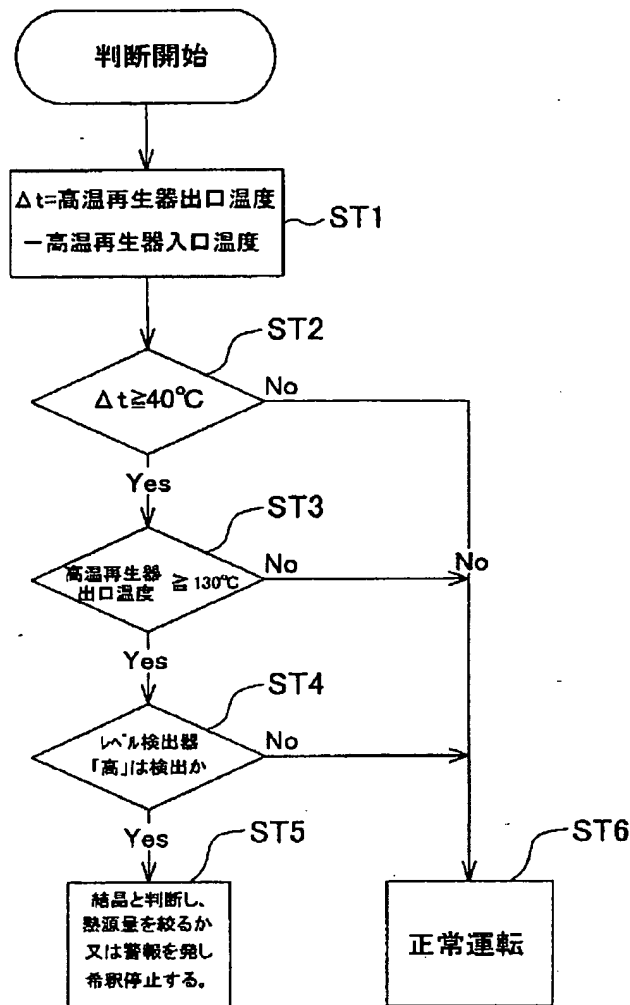 判断開始
Δt=高温再生器出口温度
－高温再生器入口温度
ST1
ST2
Δt≧40℃
No
Yes
ST3
高温再生器
出口温度 ≧ 130℃
No
No
Yes
ST4
レベル検出器
「高」は検出か
No
Yes
ST5
結晶と判断し、
熱源量を絞るか
又は警報を発し
希釈停止する。
ST6
正常運転